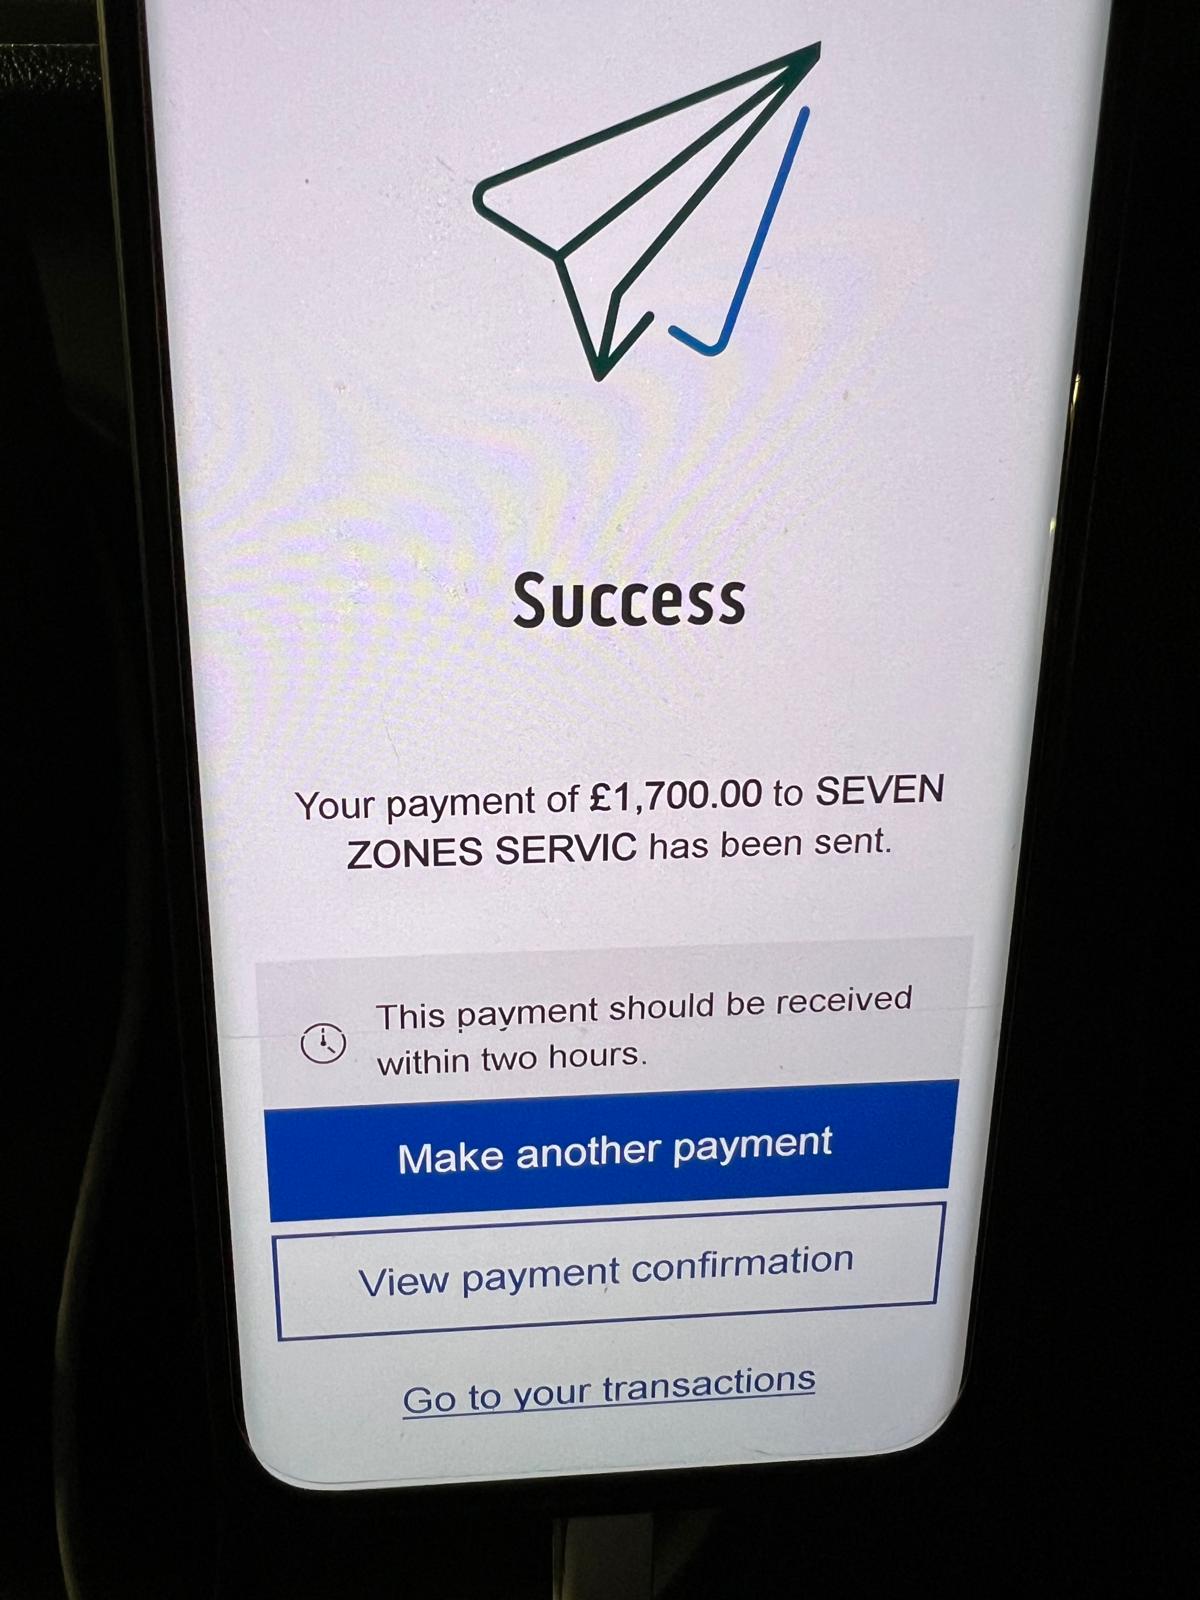 Success
Your payment of £1,700.00 to SEVEN
ZONES SERVIC has been sent.
This payment should be received
within two hours.
Make another payment
View payment confirmation
Go to your transactions